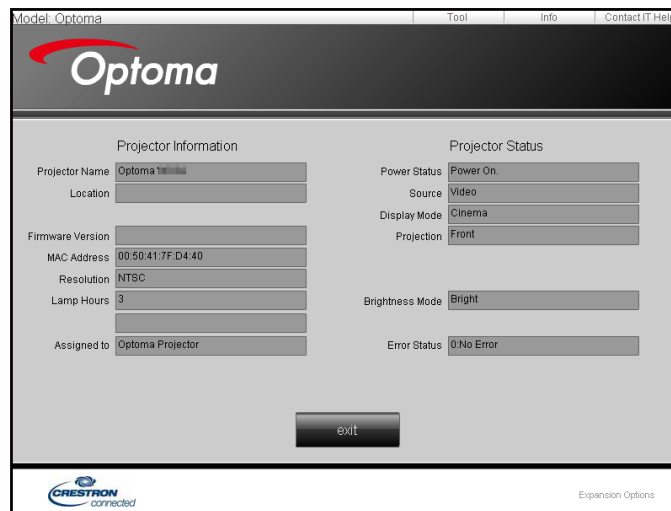 Model: Optoma
Tool
Info
Contact IT Help
Optoma
Projector Information
Projector Name
Optoma
Location
Firmware Version
MAC Address
00:50:41:7F:D4:40
Resolution
NTSC
Lamp Hours
3
Assigned to
Optoma Projector
Projector Status
Power Status
Power On.
Source
Video
Display Mode
Cinema
Projection
Front
Brightness Mode
Bright
Error Status
0:No Error
exit
CRESTRON
connected
Expansion Options